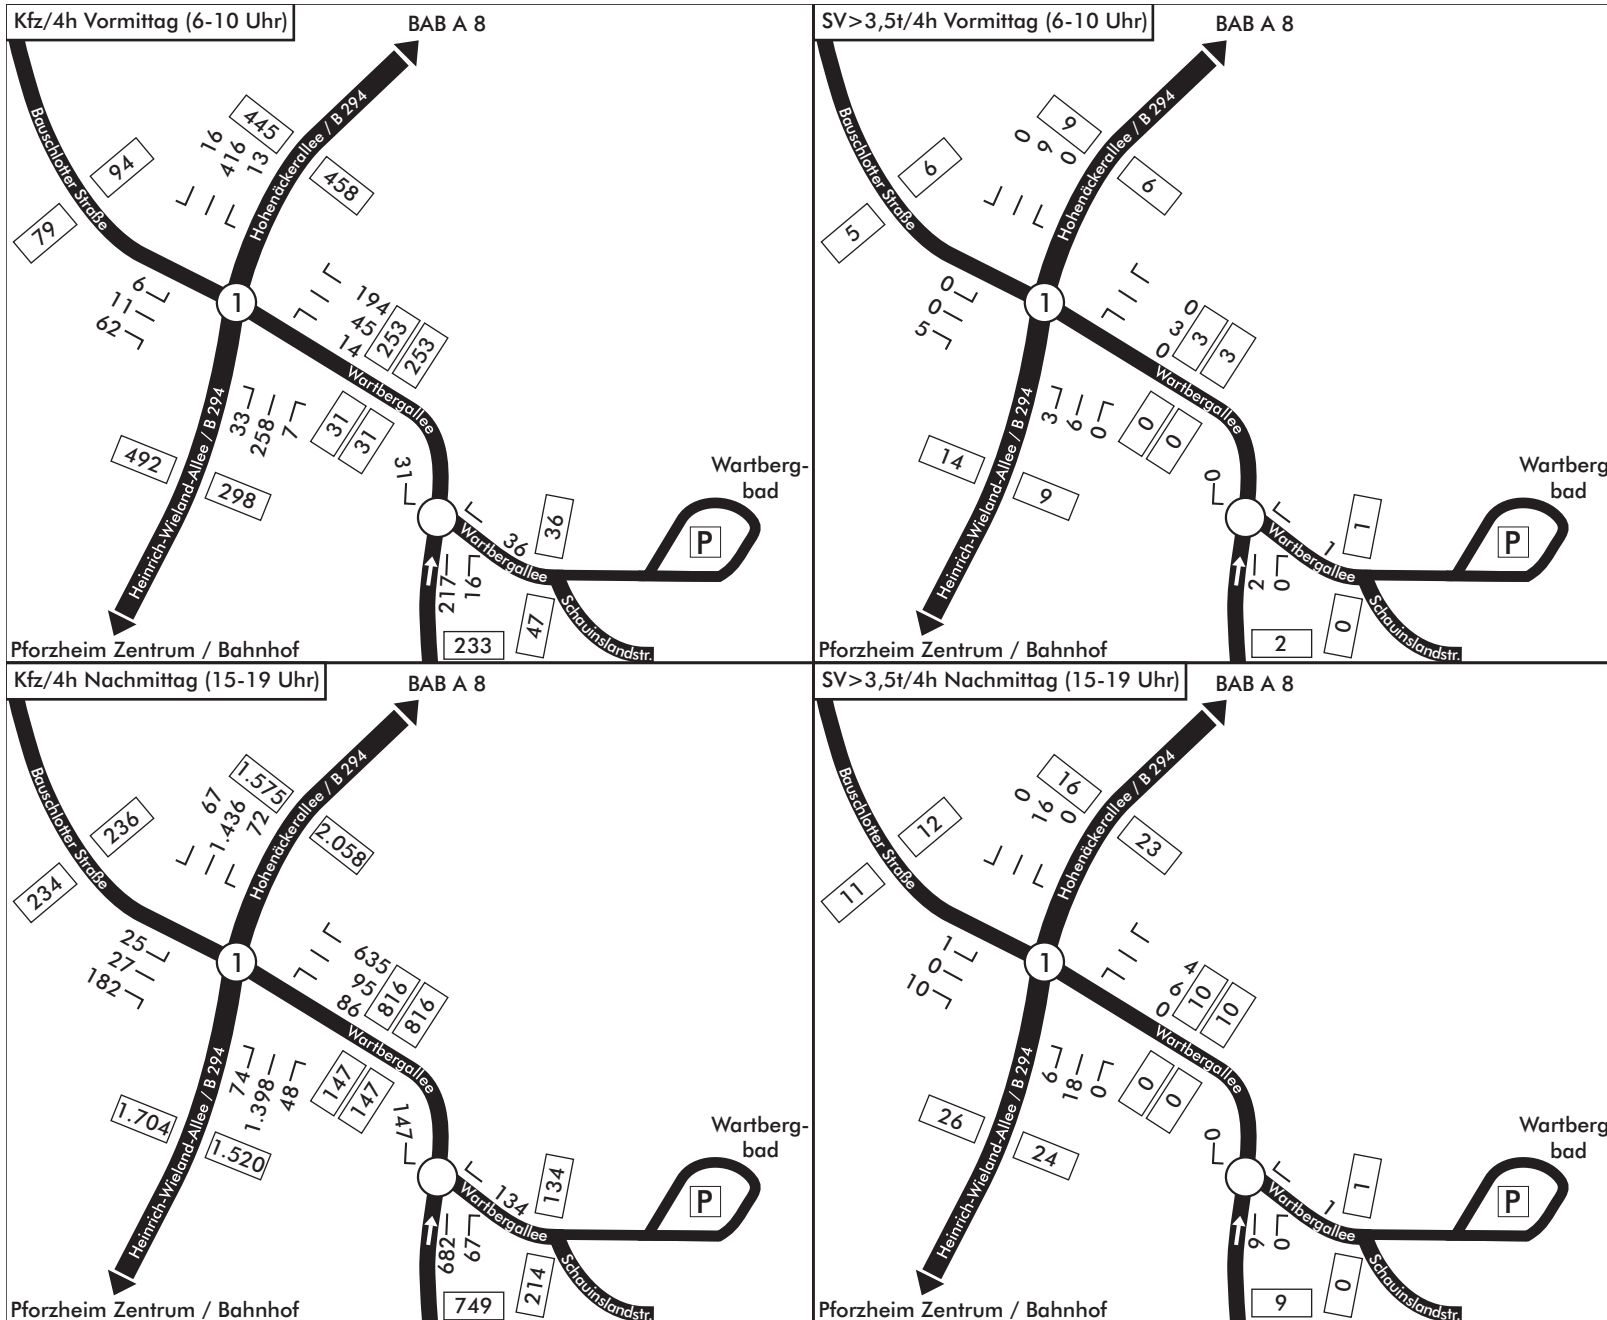 Kfz/4h Vormittag (6-10 Uhr)
BAB A 8
Bauschlotter Straße
Hohenäckerallee / B 294
16
416
13
445
458
94
79
6
11
62
1
194
45
14
253
253
Wartbergallee
33
258
7
31
31
492
298
Heinrich-Wieland-Allee / B 294
31
36
36
Wartbergallee
217
16
233
47
Schauinslandstr.
Wartberg-
bad
P
Pforzheim Zentrum / Bahnhof
SV>3,5t/4h Vormittag (6-10 Uhr)
BAB A 8
Bauschlotter Straße
Hohenäckerallee / B 294
0
9
0
9
6
6
5
0
0
5
1
0
3
0
3
3
Wartbergallee
3
6
0
0
0
14
9
Heinrich-Wieland-Allee / B 294
0
1
1
Wartbergallee
2
0
2
0
Schauinslandstr.
Wartberg
bad
P
Pforzheim Zentrum / Bahnhof
Kfz/4h Nachmittag (15-19 Uhr)
BAB A 8
Bauschlotter Straße
Hohenäckerallee / B 294
67
1.436
72
1.575
2.058
236
234
25
27
182
1
635
95
86
816
816
Wartbergallee
74
1.398
48
147
147
1.704
1.520
Heinrich-Wieland-Allee / B 294
147
134
134
Wartbergallee
682
67
749
214
Schauinslandstr.
Wartberg-
bad
P
Pforzheim Zentrum / Bahnhof
SV>3,5t/4h Nachmittag (15-19 Uhr)
BAB A 8
Bauschlotter Straße
Hohenäckerallee / B 294
0
16
0
16
23
12
11
1
0
10
1
4
6
0
10
10
Wartbergallee
6
18
0
0
0
26
24
Heinrich-Wieland-Allee / B 294
0
1
1
Wartbergallee
9
0
9
0
Schauinslandstr.
Wartberg
bad
P
Pforzheim Zentrum / Bahnhof